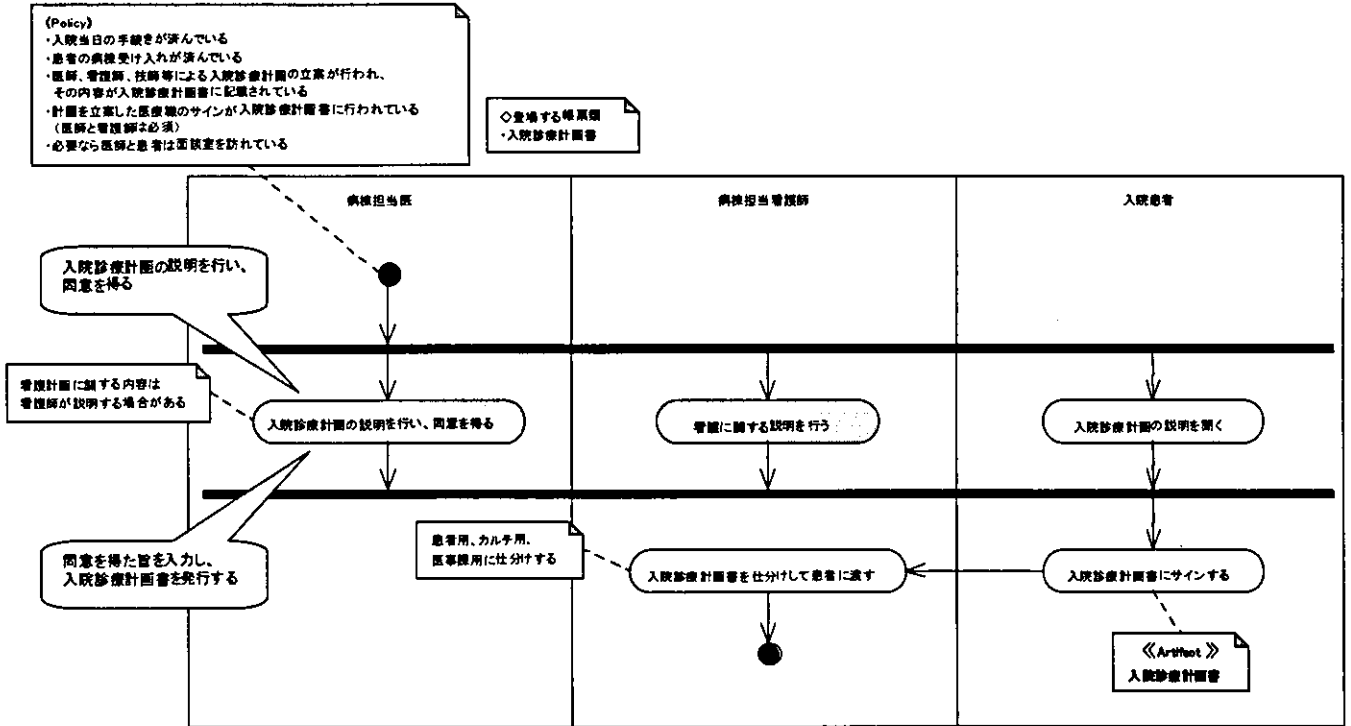 《Policy》
・入院当日の手続きが済んでいる
・患者の病棟受け入れが済んでいる
・医師、看護師、技師等による入院診療計画の立案が行われ、
その内容が入院診療計画書に記載されている
・計画を立案した医療職のサインが入院診療計画書に行われている
（医師と看護師は必須）
・必要なら医師と患者は面談室を訪れている
◇登場する帳票類
・入院診療計画書
病棟担当医
病棟担当看護師
入院患者
入院診療計画の説明を行い、
同意を得る
看護計画に関する内容は
看護師が説明する場合がある
入院診療計画の説明を行い、同意を得る
看護に関する説明を行う
入院診療計画の説明を聞く
同意を得た旨を入力し、
入院診療計画書を発行する
患者用、カルテ用、
医事課用に仕分けする
入院診療計画書を仕分けして患者に渡す
入院診療計画書にサインする
《Artifact》
入院診療計画書